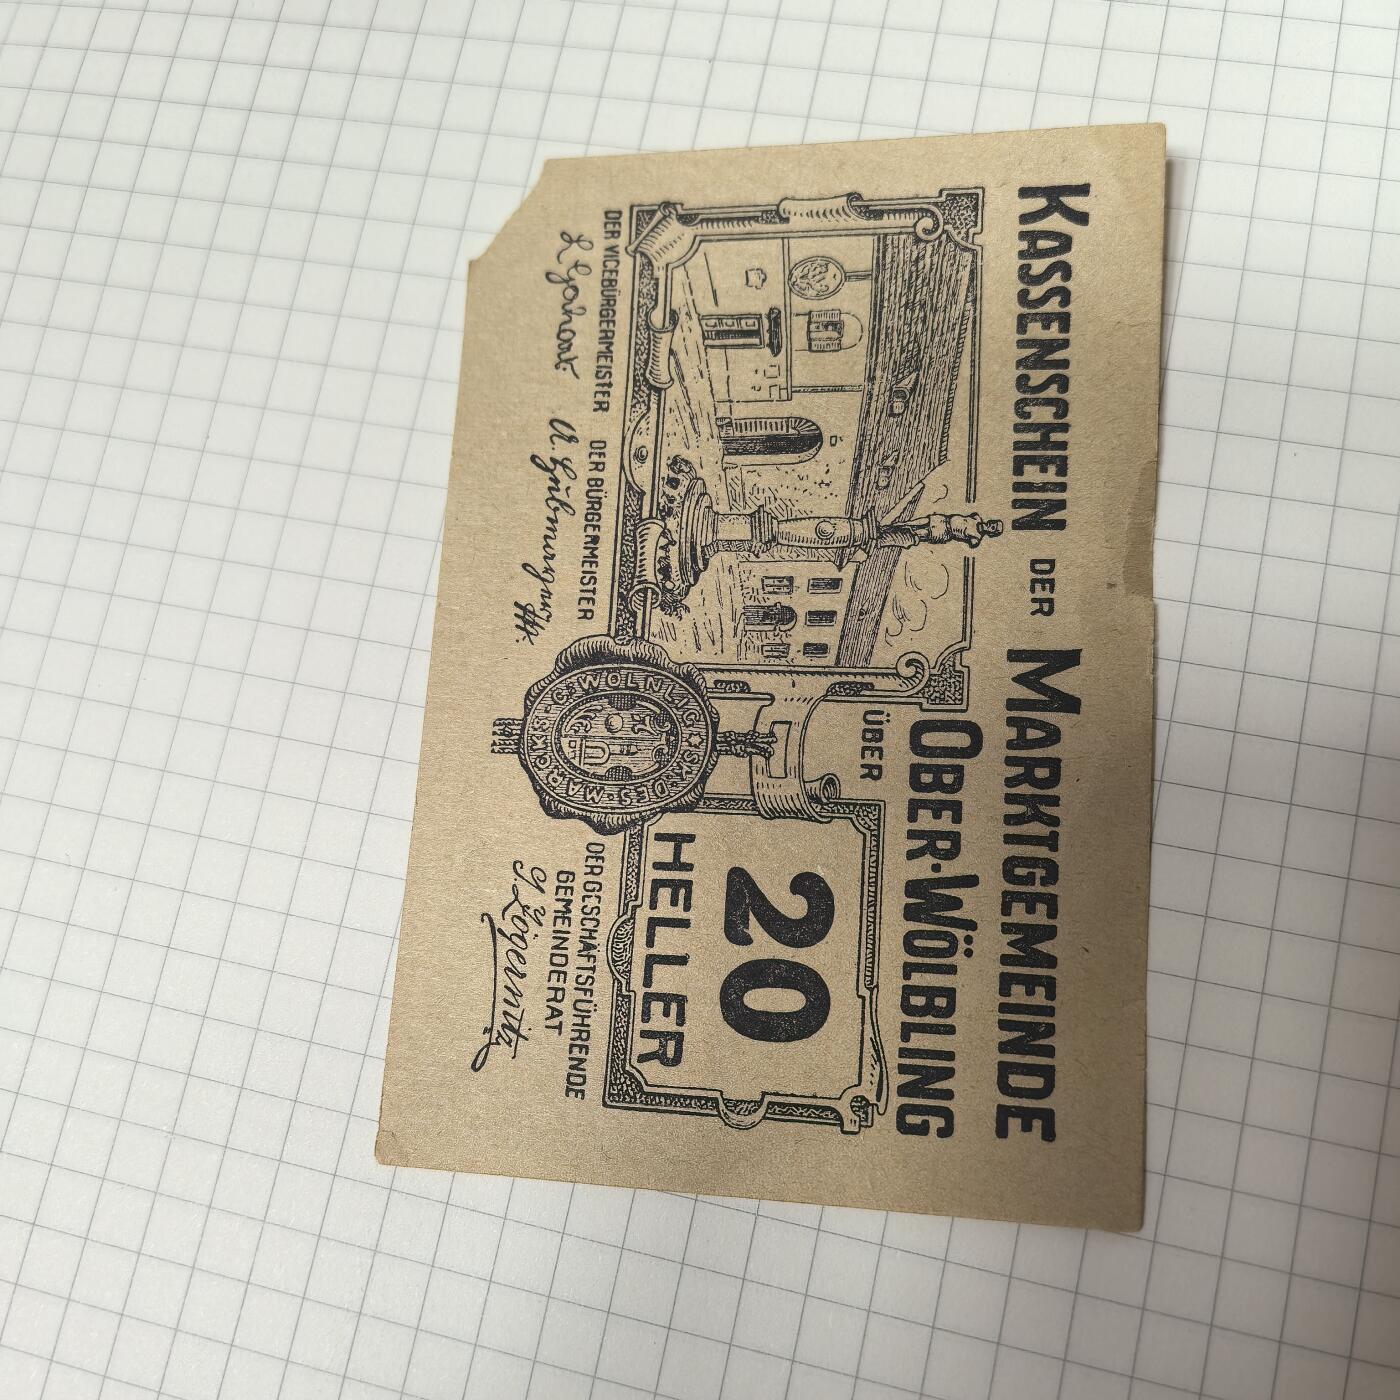 KASSENSCHEIN DER MARKTGEMEINDE
OBER-WÖLBLING
ÜBER
20
HELLER
DER VICEBÜRGERMEISTER
DER BÜRGERMEISTER
DER GESCHÄFTSFÜHRENDE
GEMEINDERAT